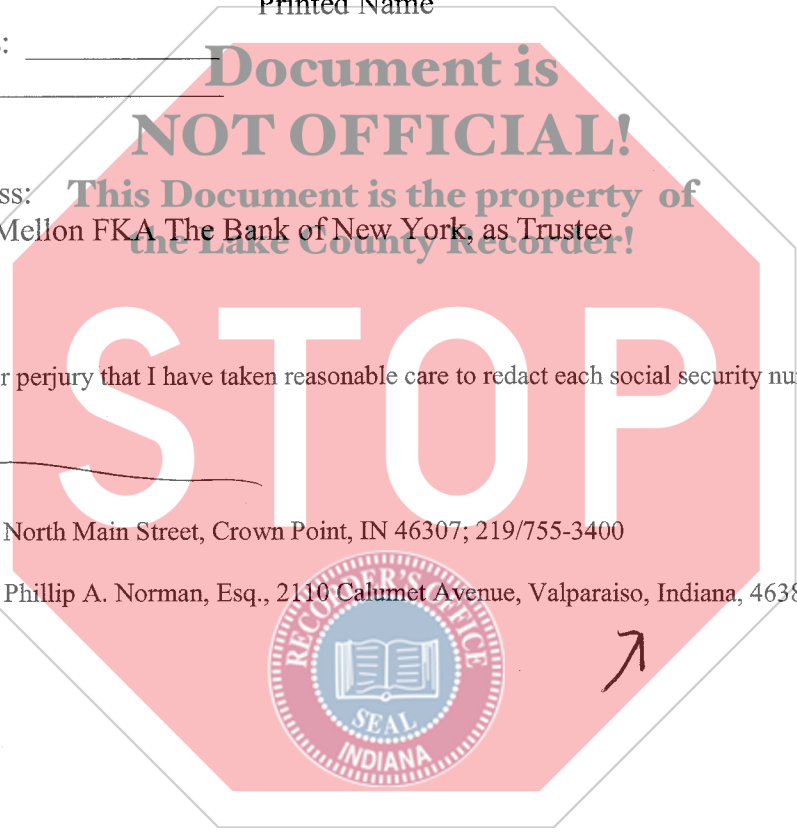 Printed Name
:
Document is
NOT OFFICIAL!
ss: This Document is the property of
Mellon FKA The Bank of New York, as Trustee
the Lake County Recorder!
STOP
r perjury that I have taken reasonable care to redact each social security nu
North Main Street, Crown Point, IN 46307; 219/755-3400
Phillip A. Norman, Esq., 2110 Calumet Avenue, Valparaiso, Indiana, 4638
RECORDER'S OFFICE
SEAL
INDIANA